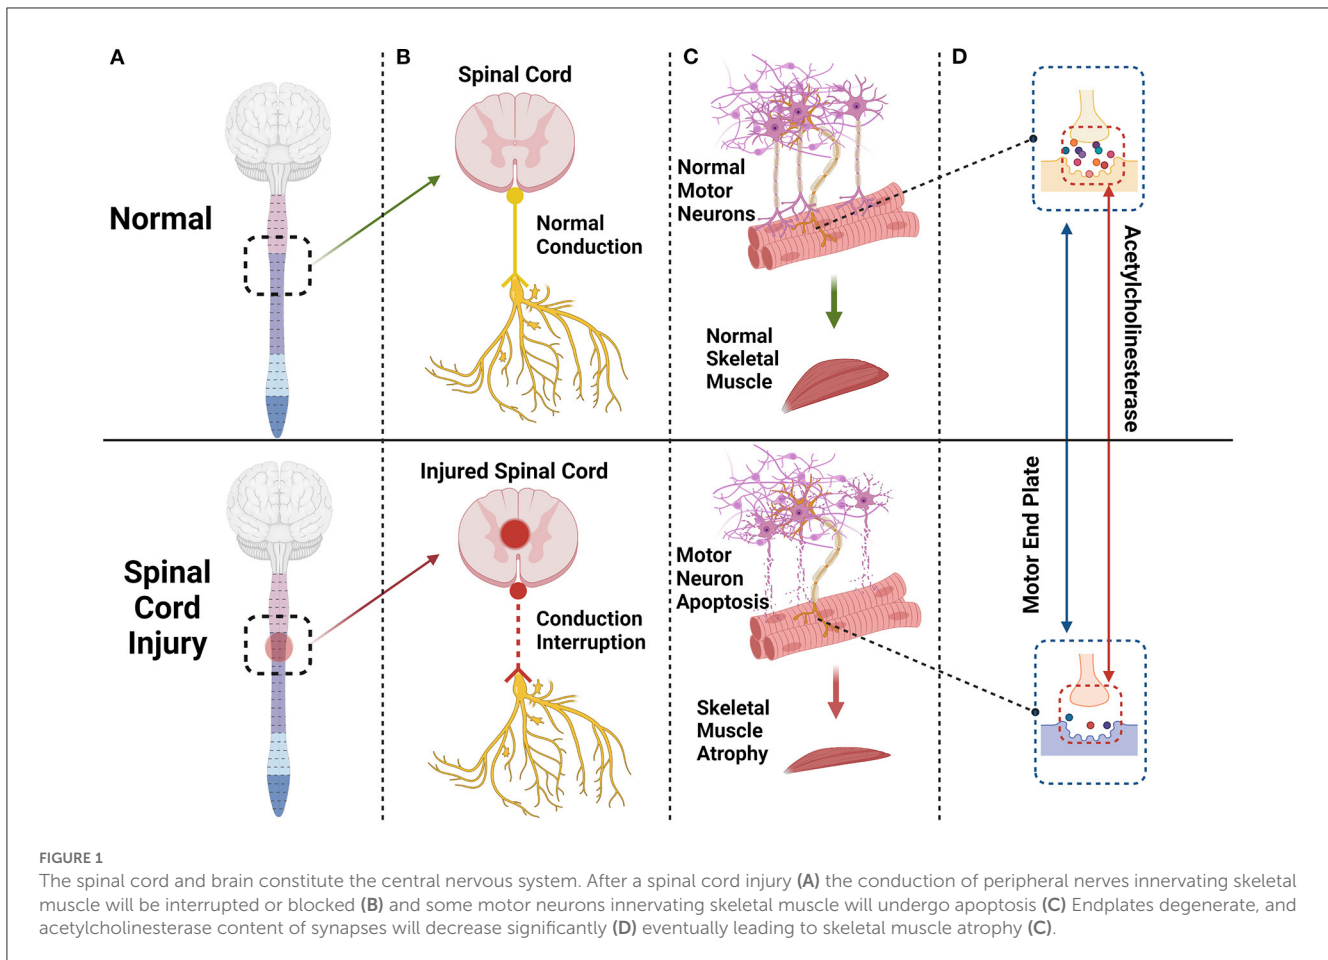 A
B
C
D
Spinal Cord
Normal
Normal
Conduction
Normal
Motor
Neurons
Normal
Skeletal
Muscle
Acetylcholinesterase
Motor End Plate
Spinal
Cord
Injury
Injured Spinal Cord
Conduction
Interruption
Motor
Neuron
Apoptosis
Skeletal
Muscle
Atrophy
FIGURE 1
The spinal cord and brain constitute the central nervous system. After a spinal cord injury (A) the conduction of peripheral nerves innervating skeletal
muscle will be interrupted or blocked (B) and some motor neurons innervating skeletal muscle will undergo apoptosis (C) Endplates degenerate, and
acetylcholinesterase content of synapses will decrease significantly (D) eventually leading to skeletal muscle atrophy (C).